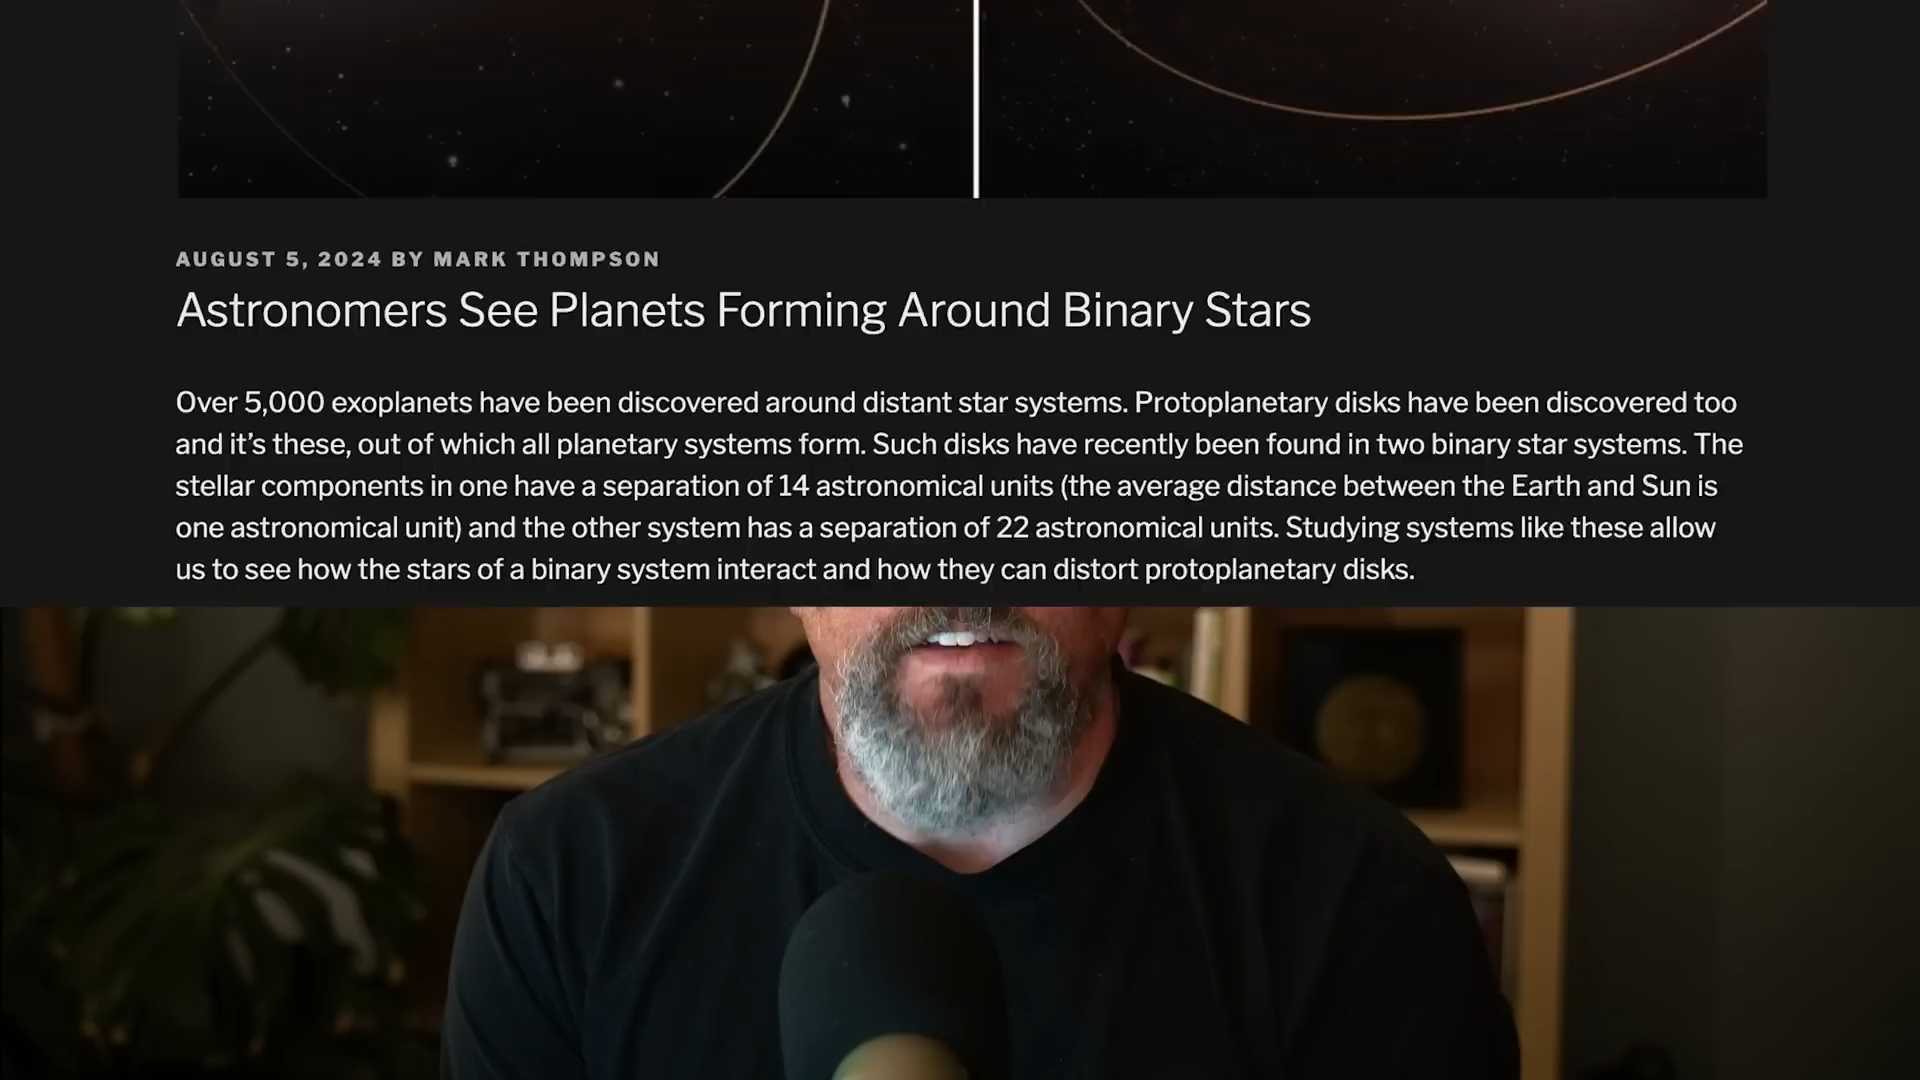 AUGUST 5, 2024 BY MARK THOMPSON
Astronomers See Planets Forming Around Binary Stars
Over 5,000 exoplanets have been discovered around distant star systems. Protoplanetary disks have been discovered too
and it’s these, out of which all planetary systems form. Such disks have recently been found in two binary star systems. The
stellar components in one have a separation of 14 astronomical units (the average distance between the Earth and Sun is
one astronomical unit) and the other system has a separation of 22 astronomical units. Studying systems like these allow
us to see how the stars of a binary system interact and how they can distort protoplanetary disks.